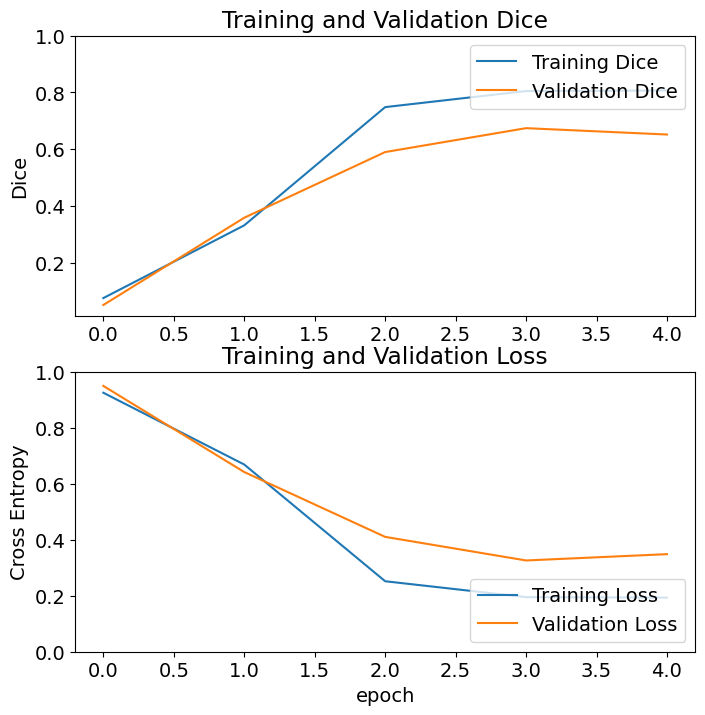 Training and Validation Dice
1.0
0.8
0.6
0.4
0.2
Dice
Training Dice
Validation Dice
0.0 0.5 1.0 1.5 2.0 2.5 3.0 3.5 4.0
Training and Validation Loss
1.0
0.8
0.6
0.4
0.2
0.0
Cross Entropy
Training Loss
Validation Loss
0.0 0.5 1.0 1.5 2.0 2.5 3.0 3.5 4.0
epoch